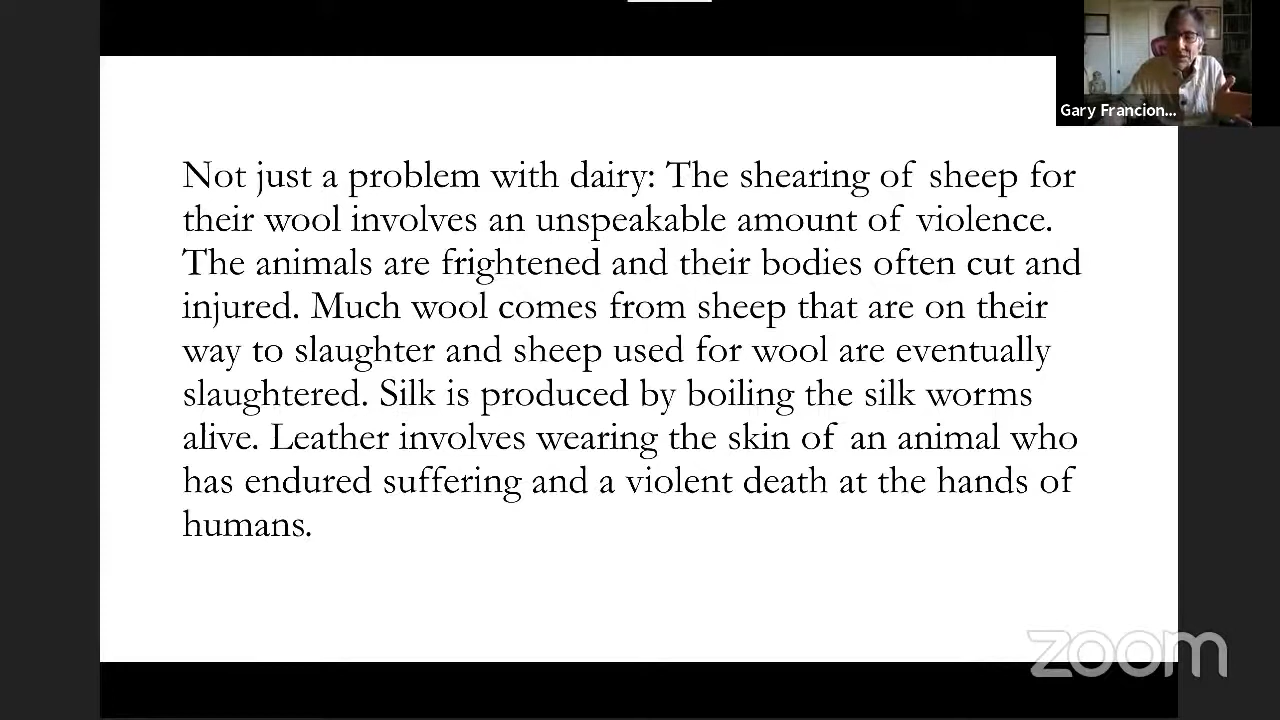 Gary Francion...
Not just a problem with dairy: The shearing of sheep for
their wool involves an unspeakable amount of violence.
The animals are frightened and their bodies often cut and
injured. Much wool comes from sheep that are on their
way to slaughter and sheep used for wool are eventually
slaughtered. Silk is produced by boiling the silk worms
alive. Leather involves wearing the skin of an animal who
has endured suffering and a violent death at the hands of
humans.
zoom